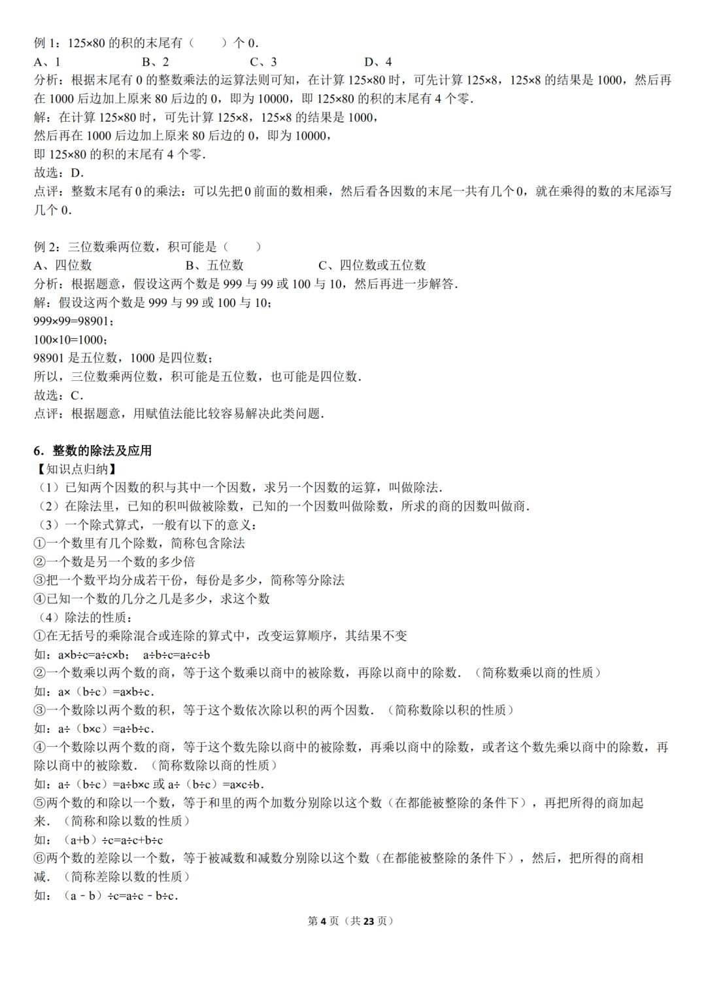 例 1：125×80 的积的末尾有（　　）个 0．
A、1　　B、2　　C、3　　D、4
分析：根据末尾有 0 的整数乘法的运算法则可知，在计算 125×80 时，可先计算 125×8，125×8 的结果是 1000，然后再
在 1000 后边加上原来 80 后边的 0，即为 10000，即 125×80 的积的末尾有 4 个零．
解：在计算 125×80 时，可先计算 125×8，125×8 的结果是 1000，
然后再在 1000 后边加上原来 80 后边的 0，即为 10000，
即 125×80 的积的末尾有 4 个零．
故选：D．
点评：整数末尾有 0 的乘法：可以先把 0 前面的数相乘，然后看各因数的末尾一共有几个 0，就在乘得的数的末尾添写
几个 0．
例 2：三位数乘两位数，积可能是（　　）
A、四位数　　B、五位数　　C、四位数或五位数
分析：根据题意，假设这两个数是 999 与 99 或 100 与 10，然后再进一步解答．
解：假设这两个数是 999 与 99 或 100 与 10；
999×99=98901；
100×10=1000；
98901 是五位数，1000 是四位数；
所以，三位数乘两位数，积可能是五位数，也可能是四位数．
故选：C．
点评：根据题意，用赋值法能比较容易解决此类问题．
6．整数的除法及应用
【知识点归纳】
（1）已知两个因数的积与其中一个因数，求另一个因数的运算，叫做除法．
（2）在除法里，已知的积叫做被除数，已知的一个因数叫做除数，所求的商的因数叫做商．
（3）一个除式算式，一般有以下的意义：
①一个数里有几个除数，简称包含除法
②一个数是另一个数的多少倍
③把一个数平均分成若干份，每份是多少，简称等分除法
④已知一个数的几分之几是多少，求这个数
（4）除法的性质：
①在无括号的乘除混合或连除的算式中，改变运算顺序，其结果不变
如：a×b÷c=a÷c×b；　a÷b÷c=a÷c÷b
②一个数乘以两个数的商，等于这个数乘以商中的被除数，再除以商中的除数．（简称数乘以商的性质）
如：a×（b÷c）=a×b÷c．
③一个数除以两个数的积，等于这个数依次除以积的两个因数．（简称数除以积的性质）
如：a÷（b×c）=a÷b÷c．
④一个数除以两个数的商，等于这个数先除以商中的被除数，再乘以商中的除数，或者这个数先乘以商中的除数，再
除以商中的被除数．（简称数除以商的性质）
如：a÷（b÷c）=a÷b×c 或 a÷（b÷c）=a×c÷b．
⑤两个数的和除以一个数，等于和里的两个加数分别除以这个数（在都能被整除的条件下），再把所得的商加起
来．（简称和除以数的性质）
如：（a+b）÷c=a÷c+b÷c
⑥两个数的差除以一个数，等于被减数和减数分别除以这个数（在都能被整除的条件下），然后，把所得的商相
减．（简称差除以数的性质）
如：（a﹣b）÷c=a÷c﹣b÷c．
第 4 页（共 23 页）